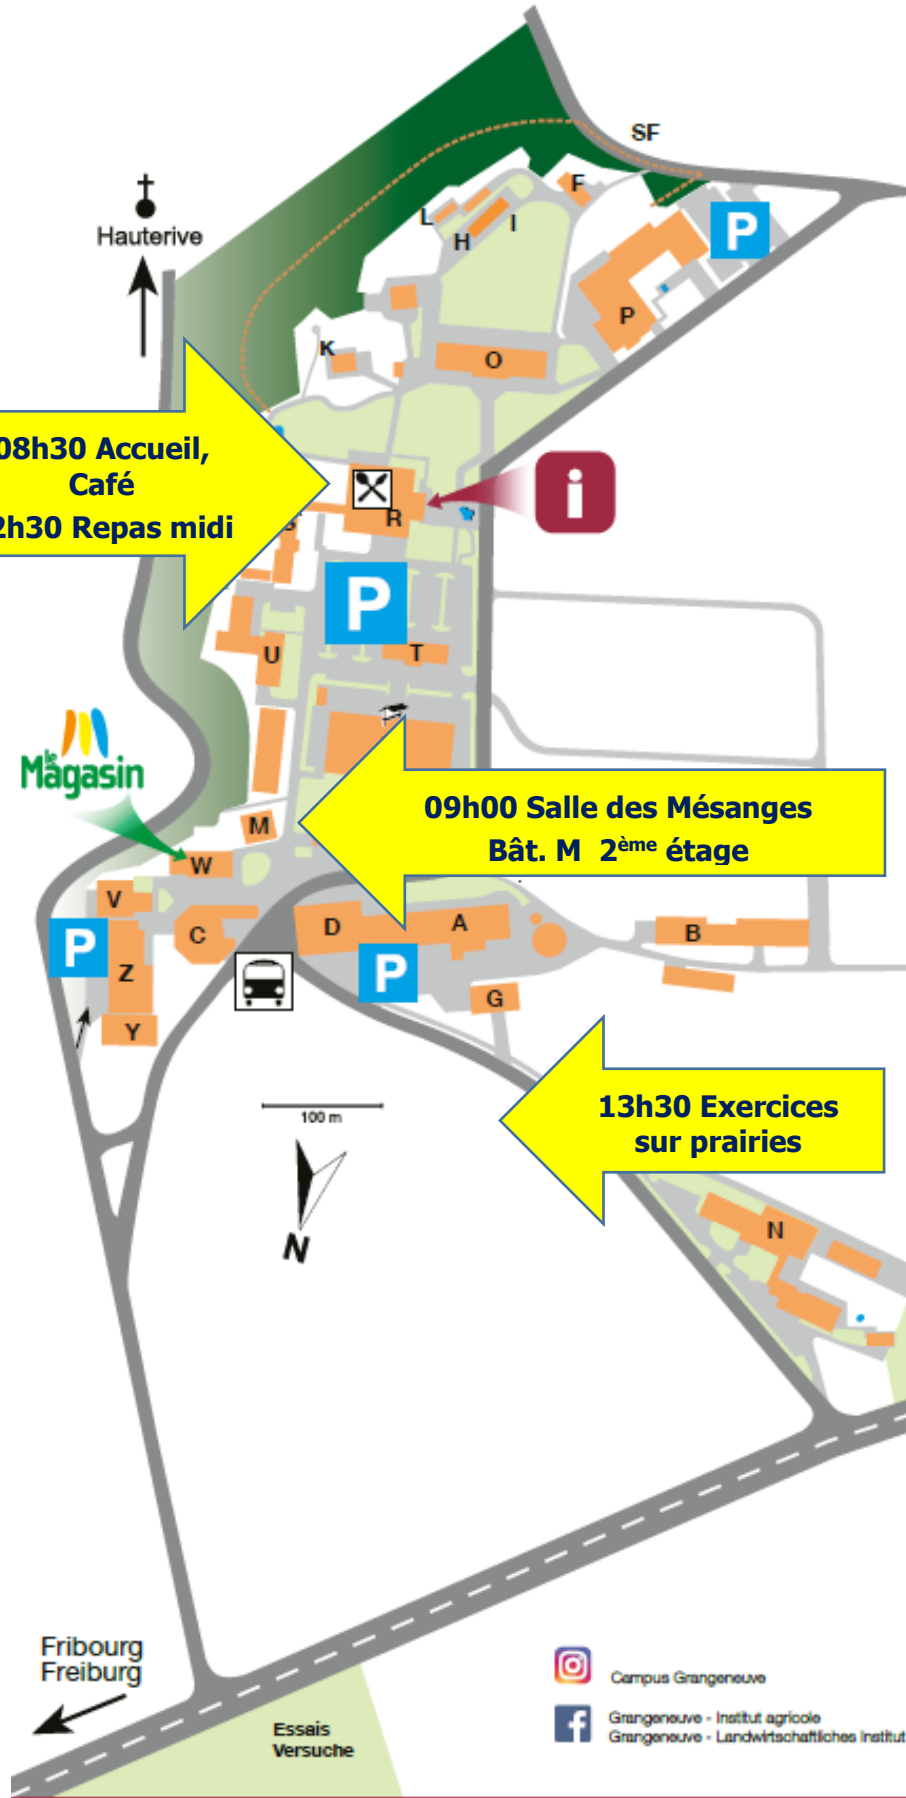 SF
F
L
H
I
P
Hauterive
P
K
O
08h30 Accueil,
Café
2h30 Repas midi
i
R
P
U
T
le
Magasin
09h00 Salle des Mésanges
Bât. M 2ème étage
M
W
V
P
C
D
A
B
Z
P
G
Y
13h30 Exercices
sur prairies
100 m
N
N
Fribourg
Freiburg
Essais
Versuche
Campus Grangeneuve
Grangeneuve - Institut agricole
Grangeneuve - Landwirtschaftliches Institut